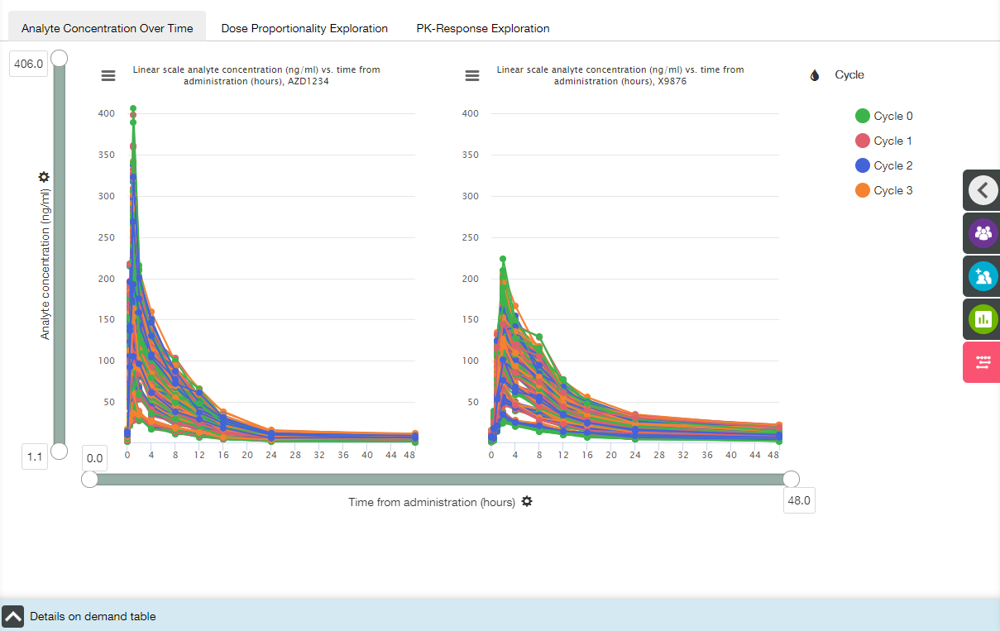 Analyte Concentration Over Time
Dose Proportionality Exploration
PK-Response Exploration
406.0
Linear scale analyte concentration (ng/ml) vs. time from
administration (hours), AZD1234
Linear scale analyte concentration (ng/ml) vs. time from
administration (hours), X9876
Cycle
Cycle 0
Cycle 1
Cycle 2
Cycle 3
Analyte concentration (ng/ml)
400
350
300
250
200
150
100
50
0 4 8 12 16 20 24 28 32 36 40 44 48
400
350
300
250
200
150
100
50
0 4 8 12 16 20 24 28 32 36 40 44 48
1.1
0.0
Time from administration (hours)
48.0
Details on demand table